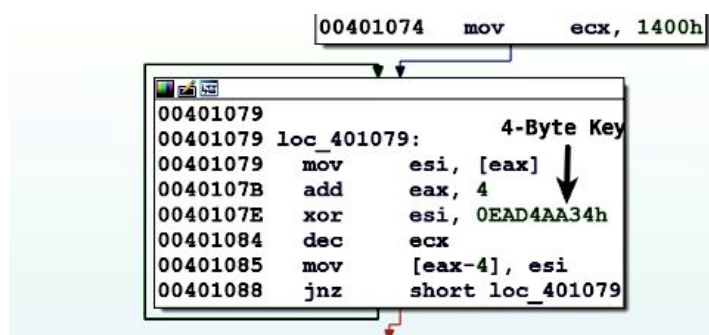 00401074 mov ecx, 1400h
00401079
00401079 loc_401079:
4-Byte Key
00401079 mov esi, [eax]
0040107B add eax, 4
0040107E xor esi, 0EAD4AA34h
00401084 dec ecx
00401085 mov [eax-4], esi
00401088 jnz short loc_401079